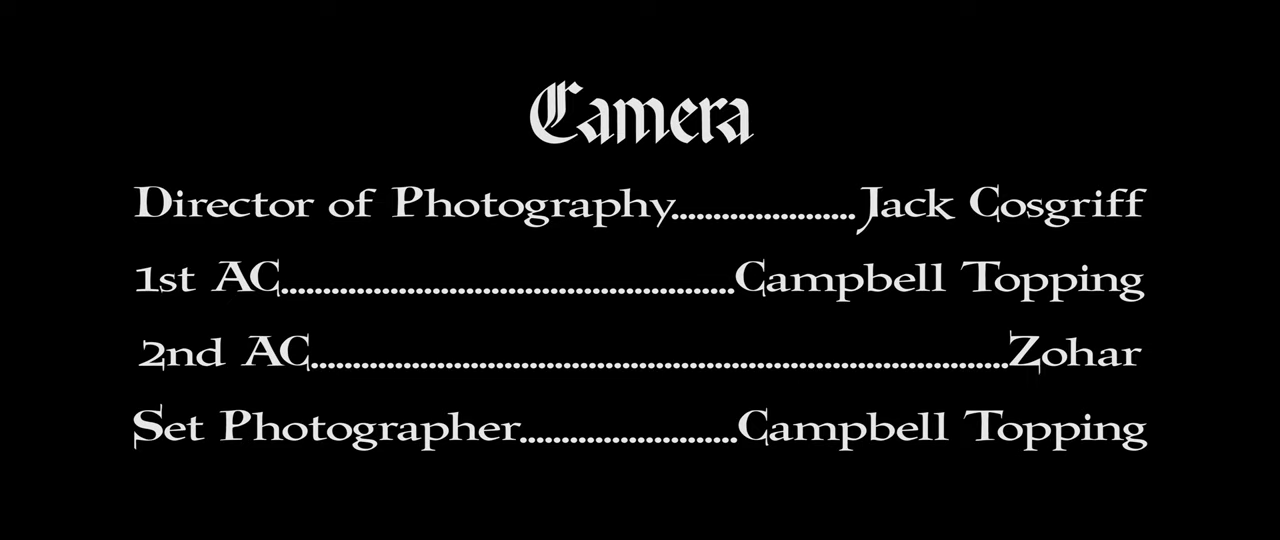 Camera
Director of Photography......................Jack Cosgriff
1st AC......................................................Campbell Topping
2nd AC...................................................................................Zohar
Set Photographer..........................Campbell Topping